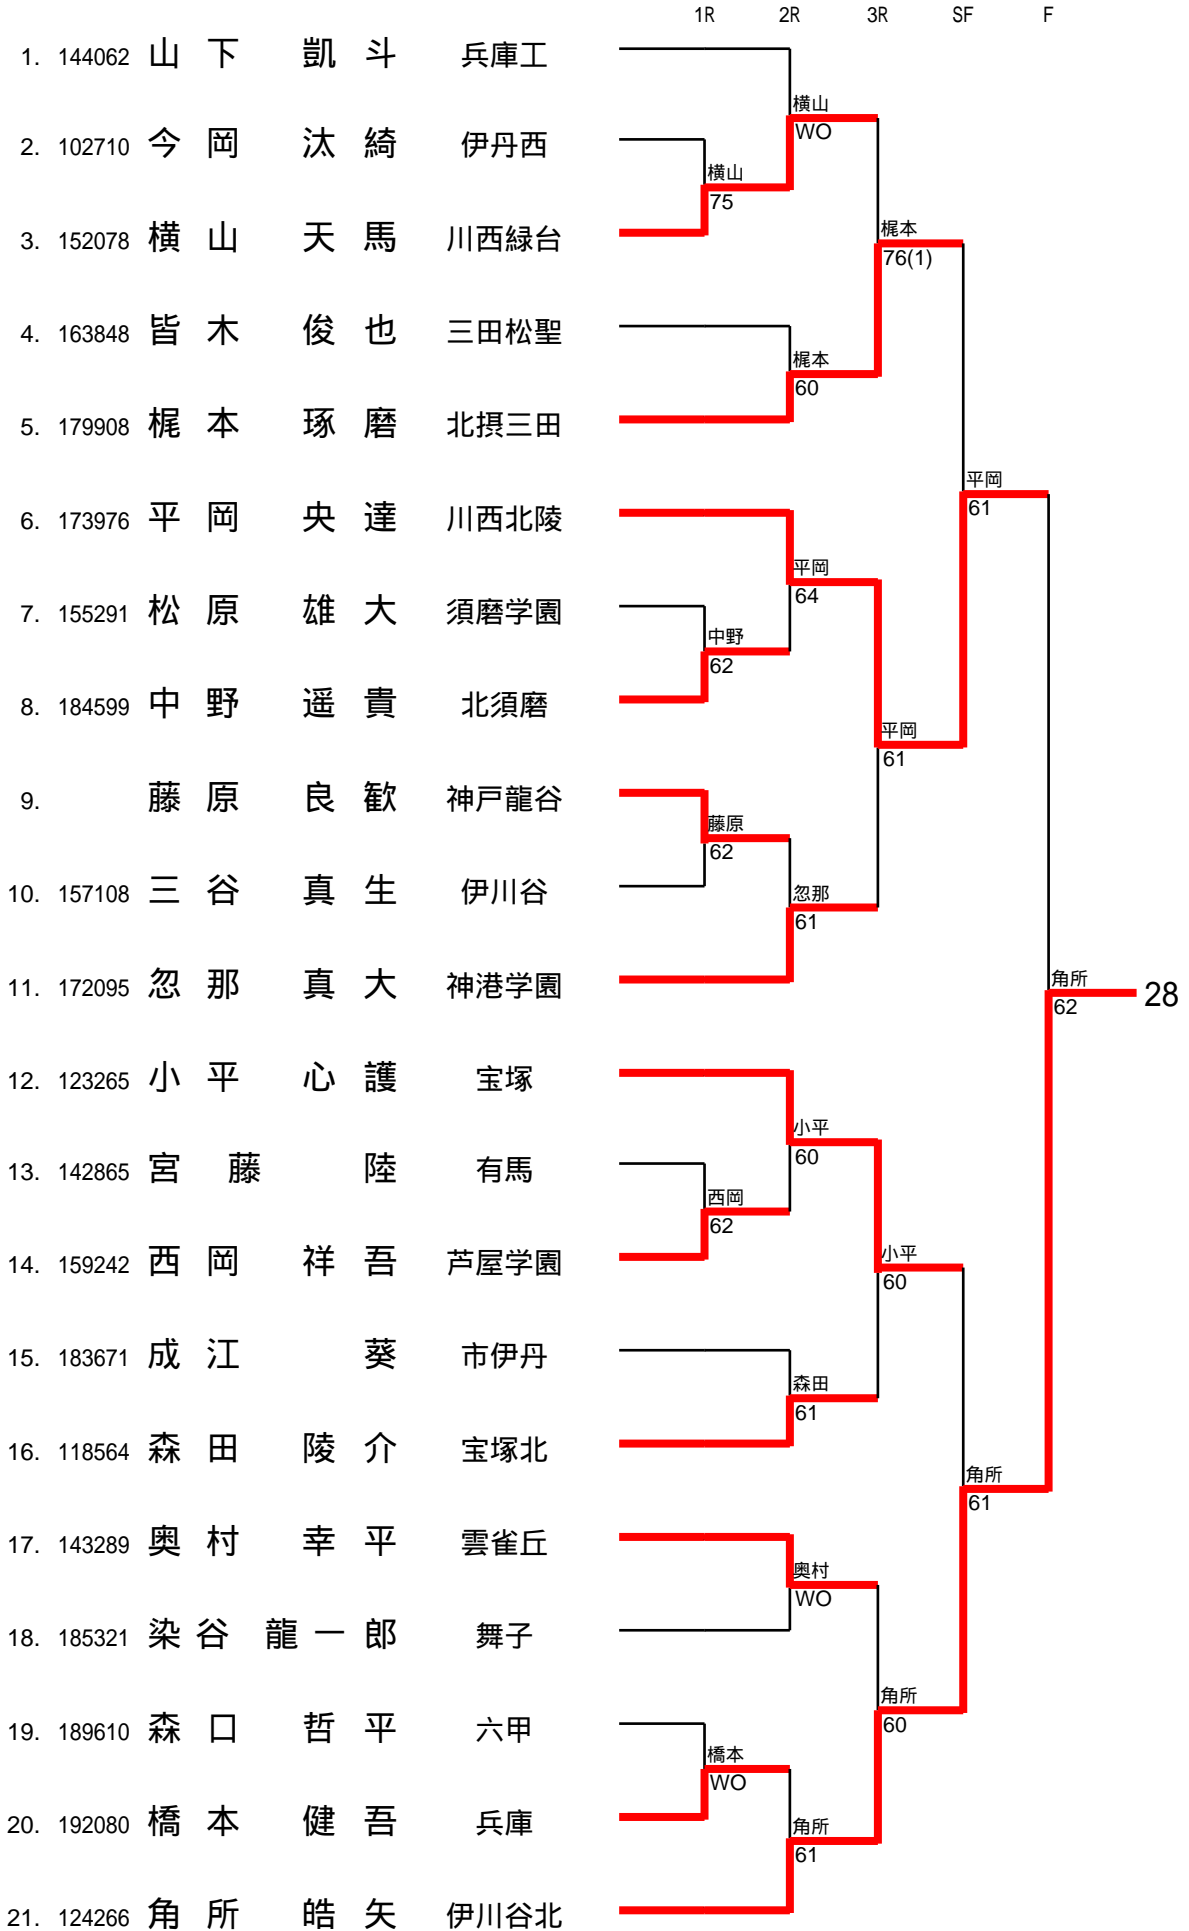 1R 2R 3R SF F
1. 144062 山下 凱斗 兵庫工
横山
WO
2. 102710 今岡 汰綺 伊丹西
横山
75
3. 152078 横山 天馬 川西緑台
梶本
76(1)
4. 163848 皆木 俊也 三田松聖
梶本
60
5. 179908 梶本 琢磨 北摂三田
平岡
61
6. 173976 平岡 央達 川西北陵
平岡
64
7. 155291 松原 雄大 須磨学園
中野
62
8. 184599 中野 遥貴 北須磨
平岡
61
9. 藤原 良歓 神戸龍谷
藤原
62
10. 157108 三谷 真生 伊川谷
忽那
61
11. 172095 忽那 真大 神港学園
角所
62
28
12. 123265 小平 心護 宝塚
小平
60
13. 142865 宮藤 陸 有馬
西岡
62
14. 159242 西岡 祥吾 芦屋学園
小平
60
15. 183671 成江 葵 市伊丹
森田
61
16. 118564 森田 陵介 宝塚北
角所
61
17. 143289 奥村 幸平 雲雀丘
奥村
WO
18. 185321 染谷 龍一郎 舞子
角所
60
19. 189610 森口 哲平 六甲
橋本
WO
20. 192080 橋本 健吾 兵庫
角所
61
21. 124266 角所 皓矢 伊川谷北